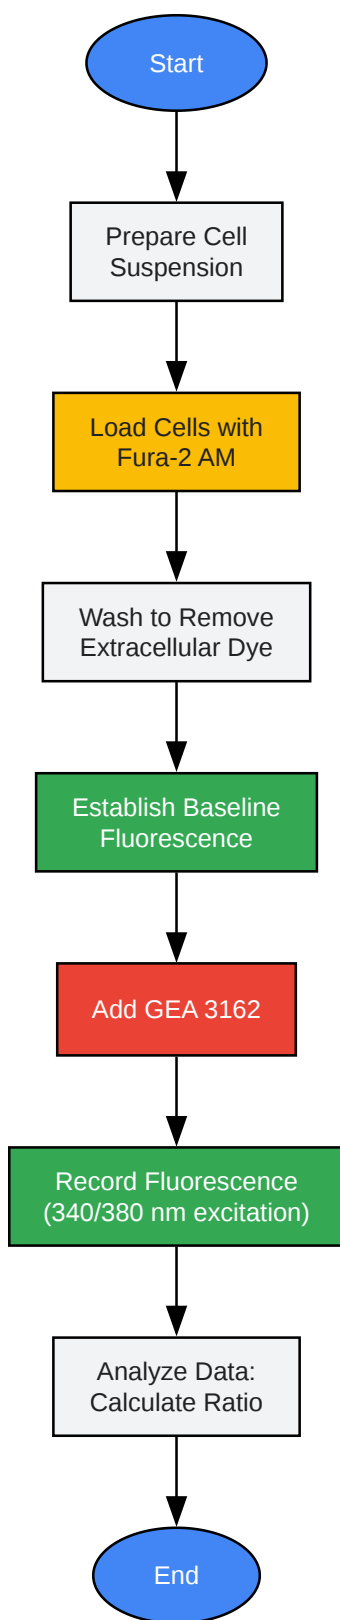 Start
Prepare Cell
Suspension
Load Cells with
Fura-2 AM
Wash to Remove
Extracellular Dye
Establish Baseline
Fluorescence
Add GEA 3162
Record Fluorescence
(340/380 nm excitation)
Analyze Data:
Calculate Ratio
End